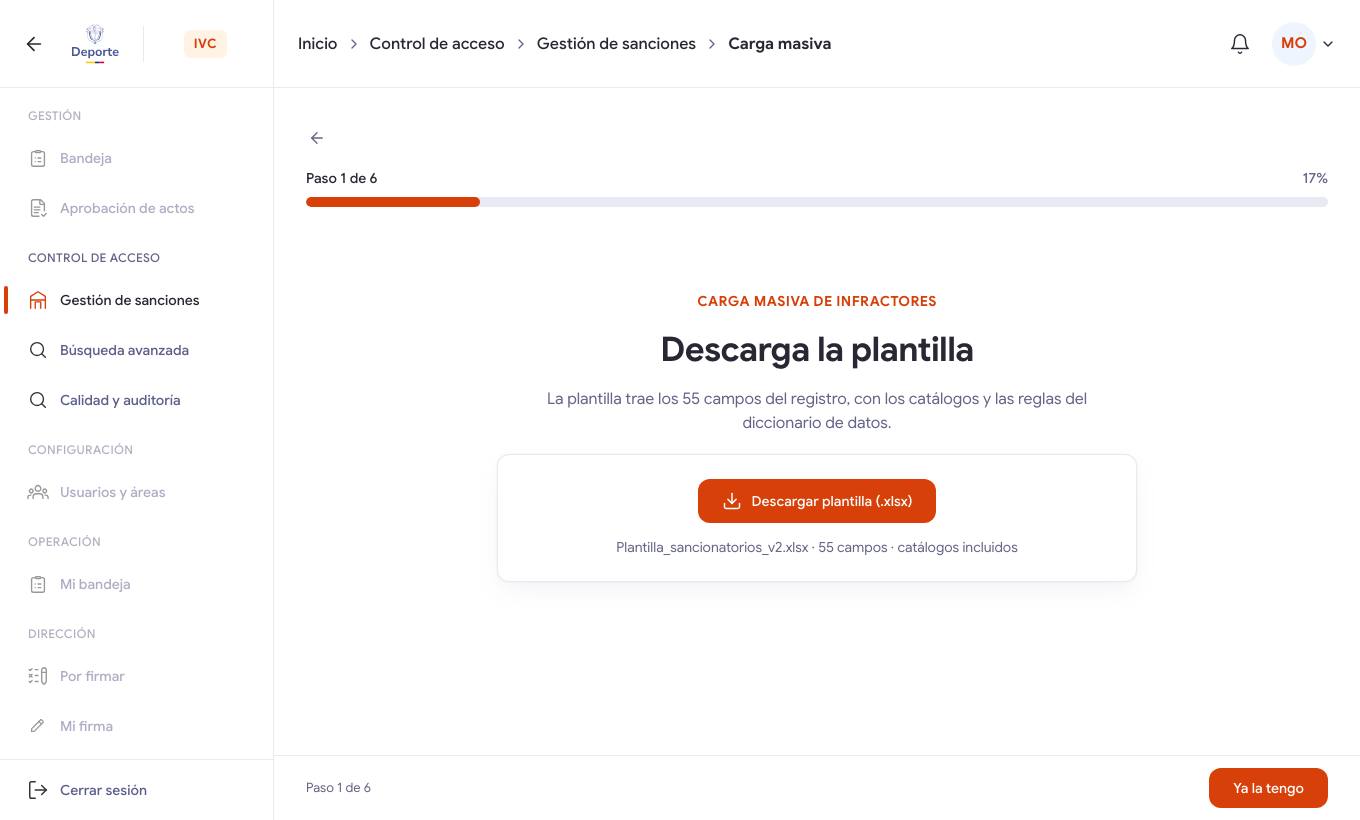 Deporte
IVC
Inicio > Control de acceso > Gestión de sanciones > Carga masiva
MO
GESTIÓN
Bandeja
Aprobación de actos
CONTROL DE ACCESO
Gestión de sanciones
Búsqueda avanzada
Calidad y auditoría
CONFIGURACIÓN
Usuarios y áreas
OPERACIÓN
Mi bandeja
DIRECCIÓN
Por firmar
Mi firma
Cerrar sesión
Paso 1 de 6
17%
CARGA MASIVA DE INFRACTORES
Descarga la plantilla
La plantilla trae los 55 campos del registro, con los catálogos y las reglas del
diccionario de datos.
Descargar plantilla (.xlsx)
Plantilla_sancionatorios_v2.xlsx · 55 campos · catálogos incluidos
Paso 1 de 6
Ya la tengo